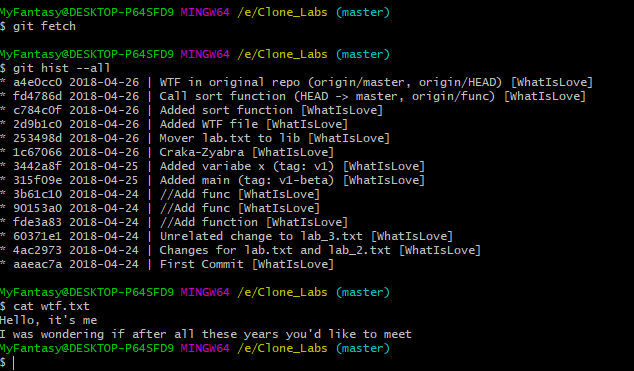 MyFantasy@DESKTOP-P64SFD9 MINGW64 /e/Clone_Labs (master)
$ git fetch
MyFantasy@DESKTOP-P64SFD9 MINGW64 /e/Clone_Labs (master)
$ git hist --all
* a4e0cc0 2018-04-26 | WTF in original repo (origin/master, origin/HEAD) [WhatIsLove]
* fd4786d 2018-04-26 | Call sort function (HEAD -> master, origin/func) [WhatIsLove]
* c784c0f 2018-04-26 | Added sort function [WhatIsLove]
* 2d9b1c0 2018-04-26 | Added WTF file [WhatIsLove]
* 253498d 2018-04-26 | Mover lab.txt to lib [WhatIsLove]
* 1c67066 2018-04-26 | Craka-Zyabra [WhatIsLove]
* 3442a8f 2018-04-25 | Added variabe x (tag: v1) [WhatIsLove]
* 315f09e 2018-04-25 | Added main (tag: v1-beta) [WhatIsLove]
* 3b61c10 2018-04-24 | //Add func [WhatIsLove]
* 90153a0 2018-04-24 | //Add func [WhatIsLove]
* fde3a83 2018-04-24 | //Add function [WhatIsLove]
* 60371e1 2018-04-24 | Unrelated change to lab_3.txt [WhatIsLove]
* 4ac2973 2018-04-24 | Changes for lab.txt and lab_2.txt [WhatIsLove]
* aaeac7a 2018-04-24 | First Commit [WhatIsLove]
MyFantasy@DESKTOP-P64SFD9 MINGW64 /e/Clone_Labs (master)
$ cat wtf.txt
Hello, it's me
I was wondering if after all these years you'd like to meet
MyFantasy@DESKTOP-P64SFD9 MINGW64 /e/Clone_Labs (master)
$